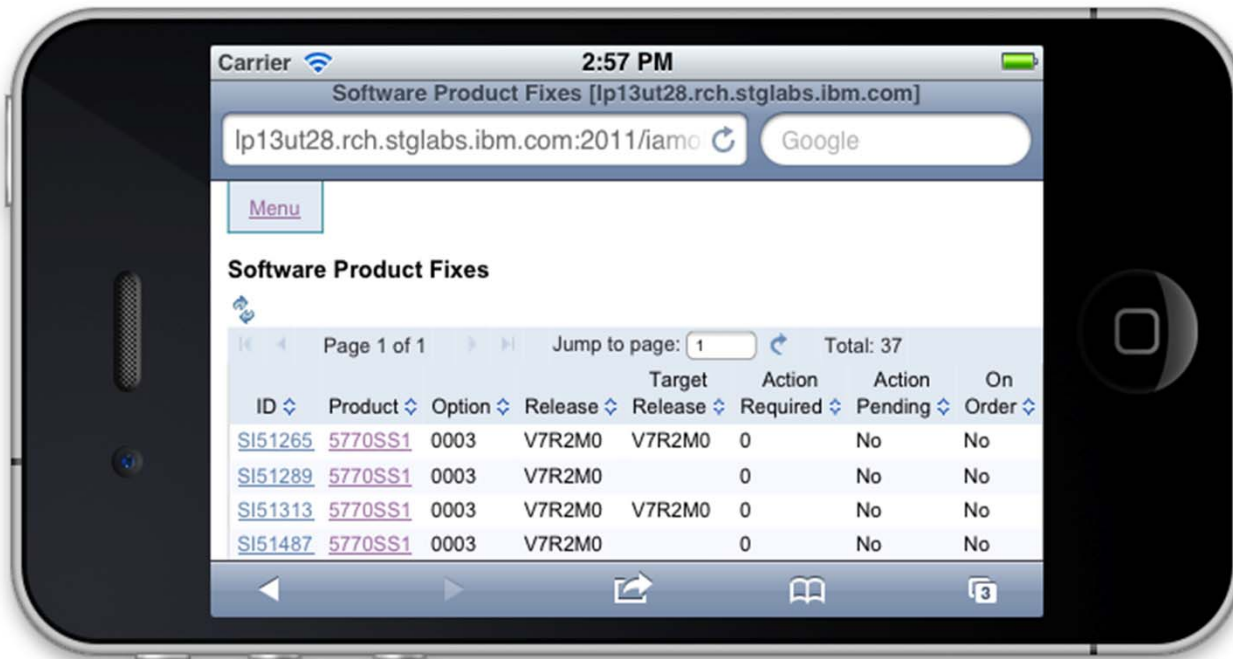 Carrier 2:57 PM
Software Product Fixes [lp13ut28.rch.stglabs.ibm.com]
lp13ut28.rch.stglabs.ibm.com:2011/iamo Google
Menu
Software Product Fixes
Page 1 of 1 Jump to page: 1 Total: 37
Target Action Action On
ID Product Option Release Release Required Pending Order
SI51265 5770SS1 0003 V7R2M0 V7R2M0 0 No No
SI51289 5770SS1 0003 V7R2M0 0 No No
SI51313 5770SS1 0003 V7R2M0 V7R2M0 0 No No
SI51487 5770SS1 0003 V7R2M0 0 No No
3